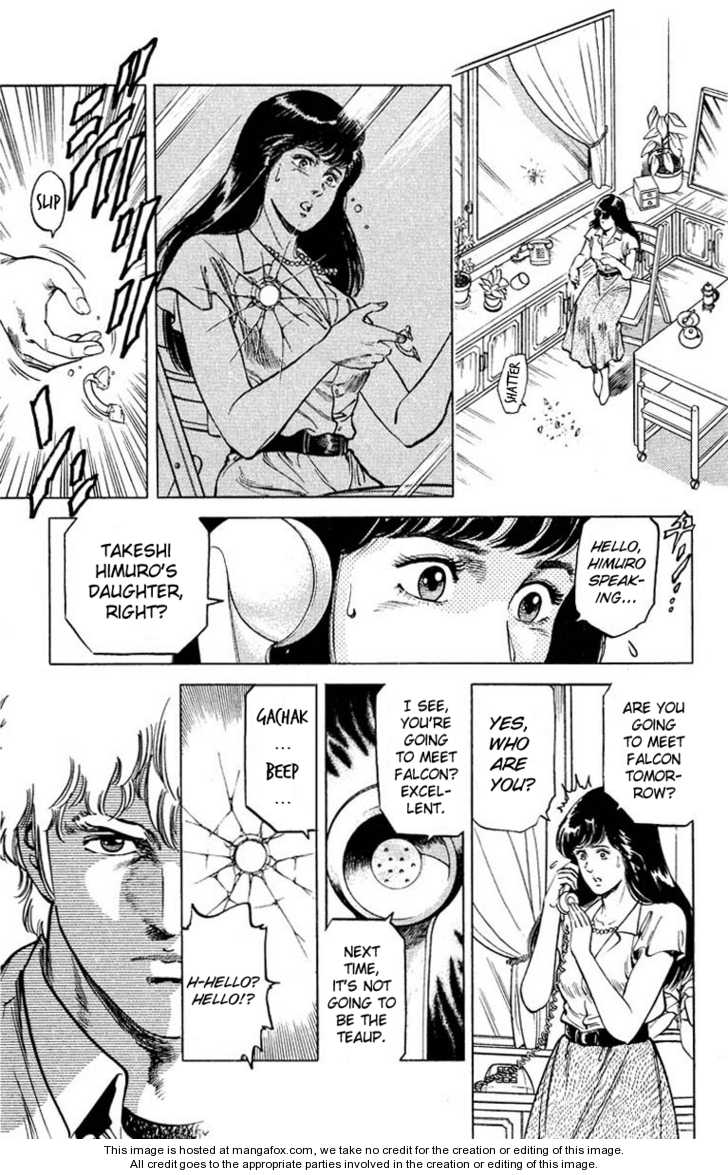 SHATTER
SLIP
HELLO,
HIMURO
SPEAK-
ING...
TAKESHI
HIMURO'S
DAUGHTER,
RIGHT?
ARE YOU
GOING
TO MEET
FALCON
TOMOR-
ROW?
YES,
WHO
ARE
YOU?
I SEE,
YOU'RE
GOING
TO MEET
FALCON?
EXCEL-
LENT.
NEXT
TIME,
IT'S NOT
GOING TO
BE THE
TEAUP.
GACHAK
...
BEEP
...
H-HELLO?
HELLO!?
This image is hosted at mangafox.com, we take no credit for the creation or editing of this image.
All credit goes to the appropriate parties involved in the creation or editing of this image.